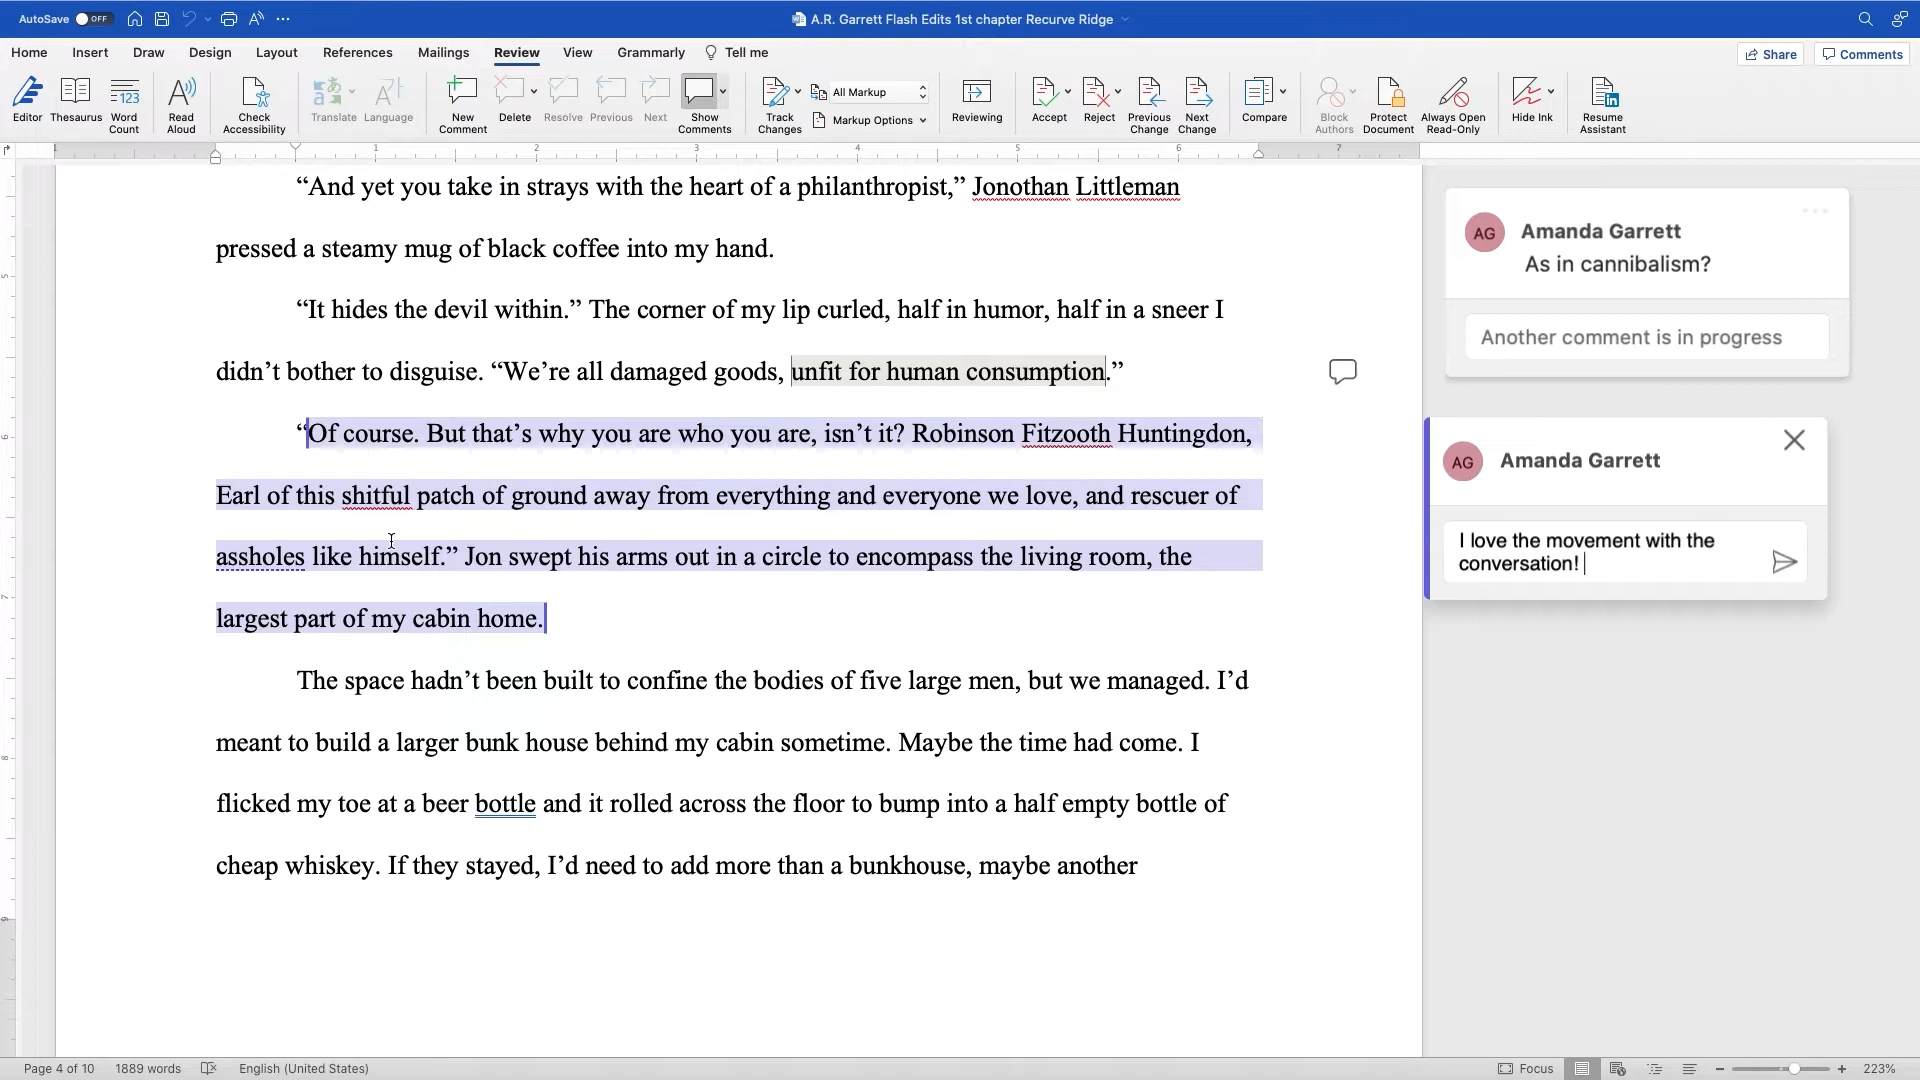 AutoSave OFF A.R. Garrett Flash Edits 1st chapter Recurve Ridge
Home Insert Draw Design Layout References Mailings Review View Grammarly Tell me Share Comments
Editor Thesaurus Word Count Read Aloud Check Accessibility Translate Language New Comment Delete Resolve Previous Next Show Comments Track Changes All Markup Markup Options Reviewing Accept Reject Previous Change Next Change Compare Block Authors Protect Document Always Open Read-Only Hide Ink Resume Assistant
1 1 2 3 4 5 6 7
“And yet you take in strays with the heart of a philanthropist,” Jonothan Littleman
pressed a steamy mug of black coffee into my hand.
“It hides the devil within.” The corner of my lip curled, half in humor, half in a sneer I
didn’t bother to disguise. “We’re all damaged goods, unfit for human consumption.”
“Of course. But that’s why you are who you are, isn’t it? Robinson Fitzooth Huntingdon,
Earl of this shitful patch of ground away from everything and everyone we love, and rescuer of
assholes like himself.” Jon swept his arms out in a circle to encompass the living room, the
largest part of my cabin home.
The space hadn’t been built to confine the bodies of five large men, but we managed. I’d
meant to build a larger bunk house behind my cabin sometime. Maybe the time had come. I
flicked my toe at a beer bottle and it rolled across the floor to bump into a half empty bottle of
cheap whiskey. If they stayed, I’d need to add more than a bunkhouse, maybe another
AG Amanda Garrett
As in cannibalism?
Another comment is in progress
AG Amanda Garrett
I love the movement with the
conversation!
5
6
7
8
9
Page 4 of 10 1889 words English (United States) Focus 223%